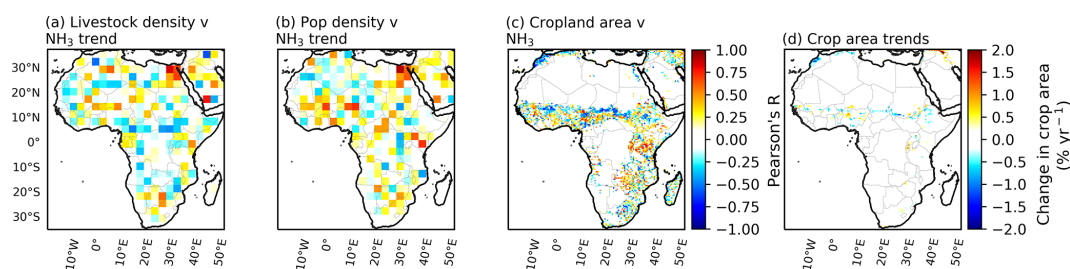 (a) Livestock density v
NH₃ trend
(b) Pop density v
NH₃ trend
(c) Cropland area v
NH₃
(d) Crop area trends
30°N
20°N
10°N
0°
10°S
20°S
30°S
10°W
0°
10°E
20°E
30°E
40°E
50°E
10°W
0°
10°E
20°E
30°E
40°E
50°E
10°W
0°
10°E
20°E
30°E
40°E
50°E
10°W
0°
10°E
20°E
30°E
40°E
50°E
1.00
0.75
0.50
0.25
0.00
−0.25
−0.50
−0.75
−1.00
Pearson's R
2.0
1.5
1.0
0.5
0.0
−0.5
−1.0
−1.5
−2.0
Change in crop area
(% yr⁻¹)